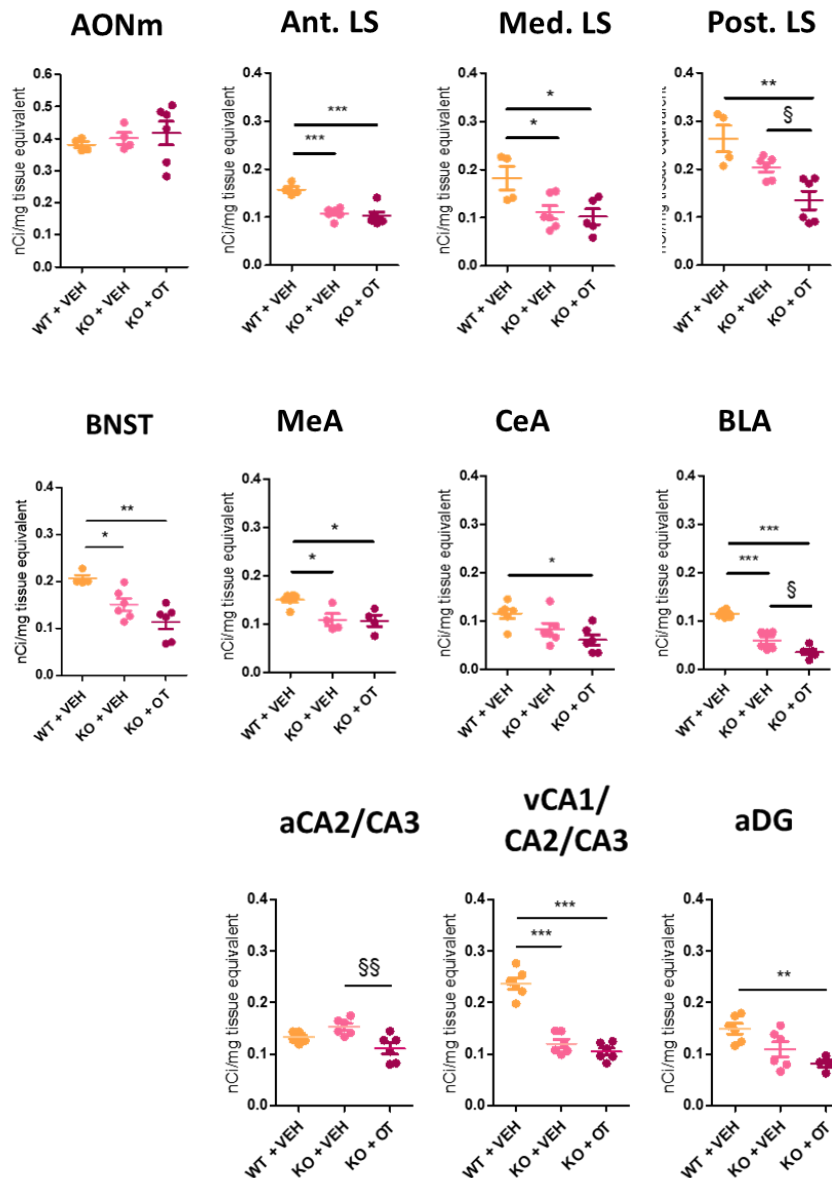 AONm
nCi/mg tissue equivalent
0.6
0.5
0.4
0.3
0.2
0.1
0.0
WT + VEH
KO + VEH
KO + OT
Ant. LS
nCi/mg tissue equivalent
0.4
0.3
0.2
0.1
0.0
***
***
WT + VEH
KO + VEH
KO + OT
Med. LS
nCi/mg tissue equivalent
0.4
0.3
0.2
0.1
0.0
*
*
WT + VEH
KO + VEH
KO + OT
Post. LS
nCi/mg tissue equivalent
0.4
0.3
0.2
0.1
0.0
**
§
WT + VEH
KO + VEH
KO + OT
BNST
nCi/mg tissue equivalent
0.4
0.3
0.2
0.1
0.0
**
*
WT + VEH
KO + VEH
KO + OT
MeA
nCi/mg tissue equivalent
0.4
0.3
0.2
0.1
0.0
*
*
WT + VEH
KO + VEH
KO + OT
CeA
nCi/mg tissue equivalent
0.4
0.3
0.2
0.1
0.0
*
WT + VEH
KO + VEH
KO + OT
BLA
nCi/mg tissue equivalent
0.4
0.3
0.2
0.1
0.0
***
***
§
WT + VEH
KO + VEH
KO + OT
aCA2/CA3
nCi/mg tissue equivalent
0.4
0.3
0.2
0.1
0.0
§§
WT + VEH
KO + VEH
KO + OT
vCA1/
CA2/CA3
nCi/mg tissue equivalent
0.4
0.3
0.2
0.1
0.0
***
***
WT + VEH
KO + VEH
KO + OT
aDG
nCi/mg tissue equivalent
0.4
0.3
0.2
0.1
0.0
**
WT + VEH
KO + VEH
KO + OT